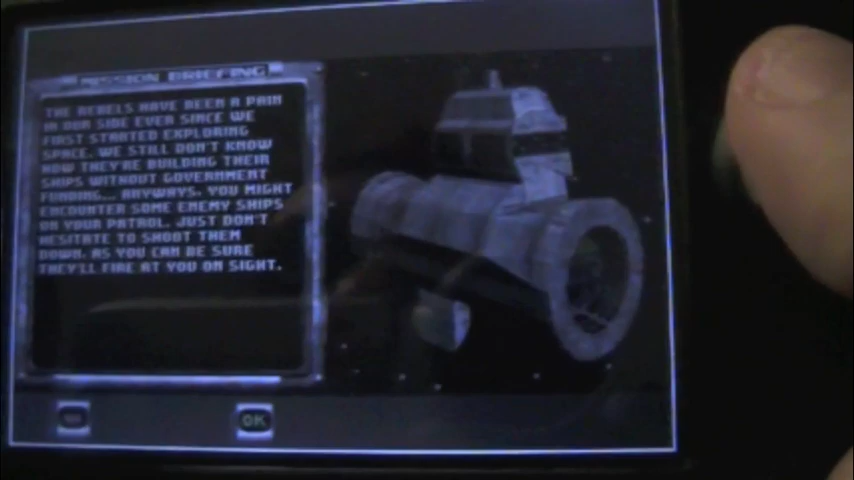 MISSION BRIEFING
THE REBELS HAVE BEEN A PAIN
IN OUR SIDE EVER SINCE WE
FIRST STARTED EXPLORING
SPACE. WE STILL DON'T KNOW
HOW THEY'RE BUILDING THEIR
SHIPS WITHOUT GOVERNMENT
FUNDING... ANYWAYS, YOU MIGHT
ENCOUNTER SOME ENEMY SHIPS
ON YOUR PATROL. JUST DON'T
HESITATE TO SHOOT THEM
DOWN. AS YOU CAN BE SURE
THEY'LL FIRE AT YOU ON SIGHT.
OK